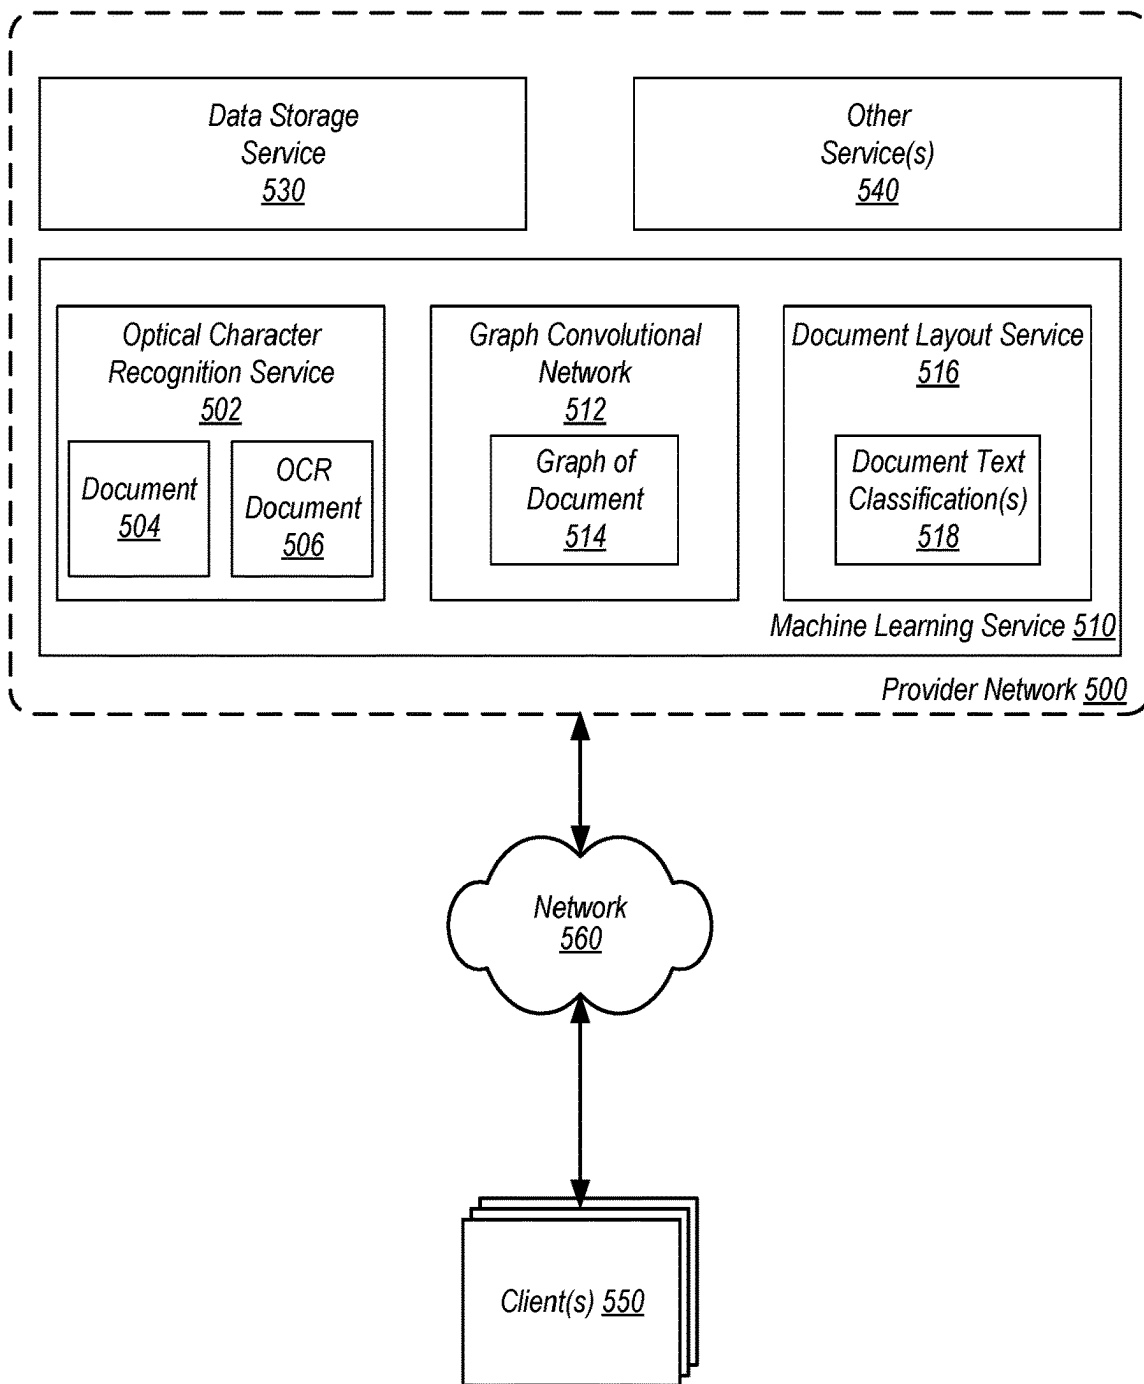 Data Storage
Service
530
Other
Service(s)
540
Optical Character
Recognition Service
502
Document
504
OCR
Document
506
Graph Convolutional
Network
512
Graph of
Document
514
Document Layout Service
516
Document Text
Classification(s)
518
Machine Learning Service 510
Provider Network 500
Network
560
Client(s) 550